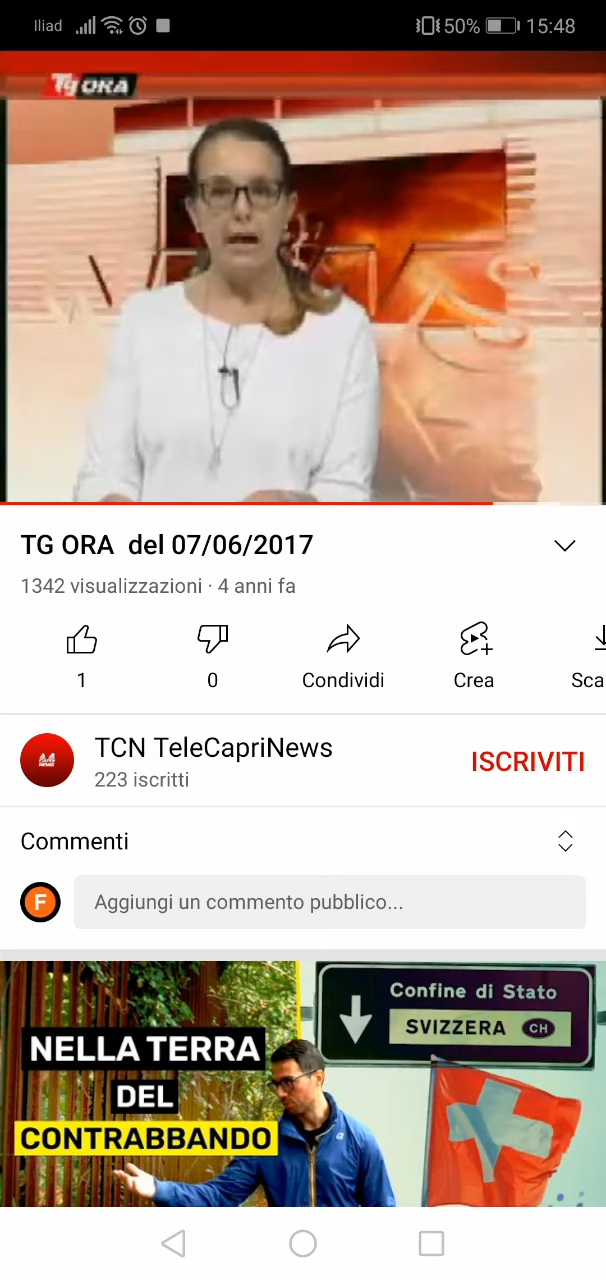 Iliad 50% 15:48
Tg ORA
TG ORA del 07/06/2017
1342 visualizzazioni · 4 anni fa
1 0 Condividi Crea Sca
TCN TeleCapriNews
223 iscritti
ISCRIVITI
Commenti
F Aggiungi un commento pubblico...
Confine di Stato
SVIZZERA CH
NELLA TERRA
DEL
CONTRABBANDO